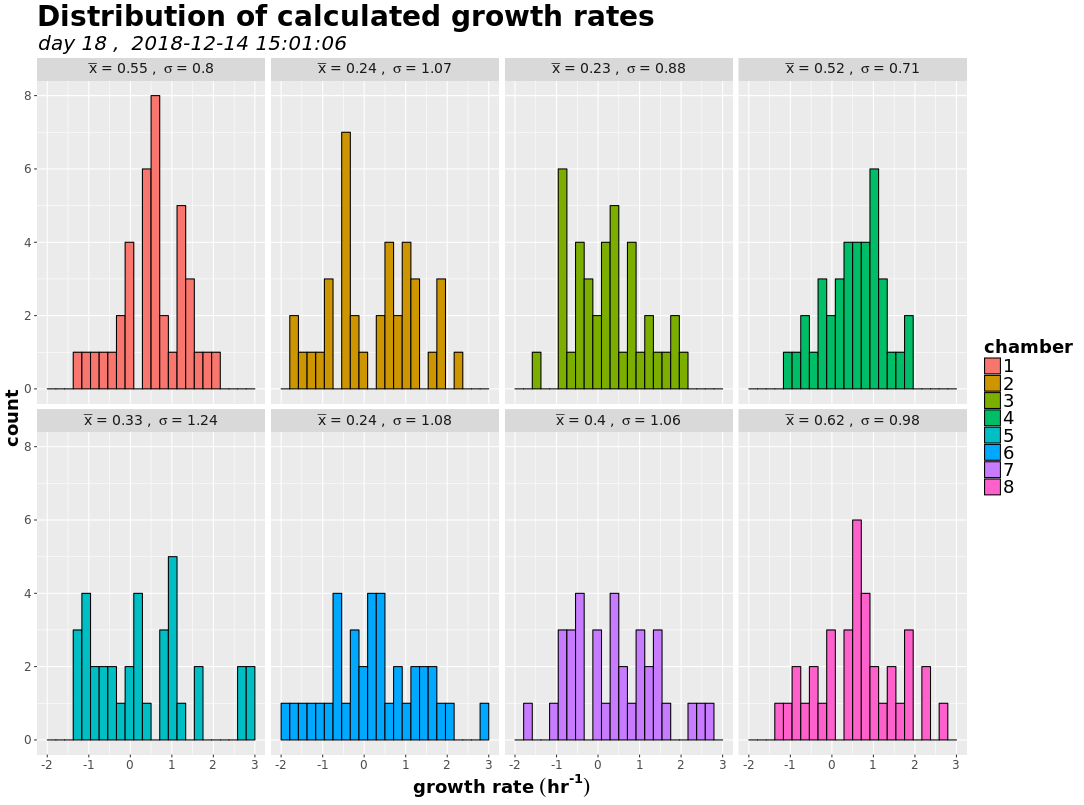 Distribution of calculated growth rates
day 18 , 2018-12-14 15:01:06
x̅ = 0.55 , σ = 0.8
x̅ = 0.24 , σ = 1.07
x̅ = 0.23 , σ = 0.88
x̅ = 0.52 , σ = 0.71
8
6
4
2
0
count
x̅ = 0.33 , σ = 1.24
x̅ = 0.24 , σ = 1.08
x̅ = 0.4 , σ = 1.06
x̅ = 0.62 , σ = 0.98
8
6
4
2
0
-2 -1 0 1 2 3 -2 -1 0 1 2 3 -2 -1 0 1 2 3 -2 -1 0 1 2 3
growth rate (hr⁻¹)
chamber
1
2
3
4
5
6
7
8